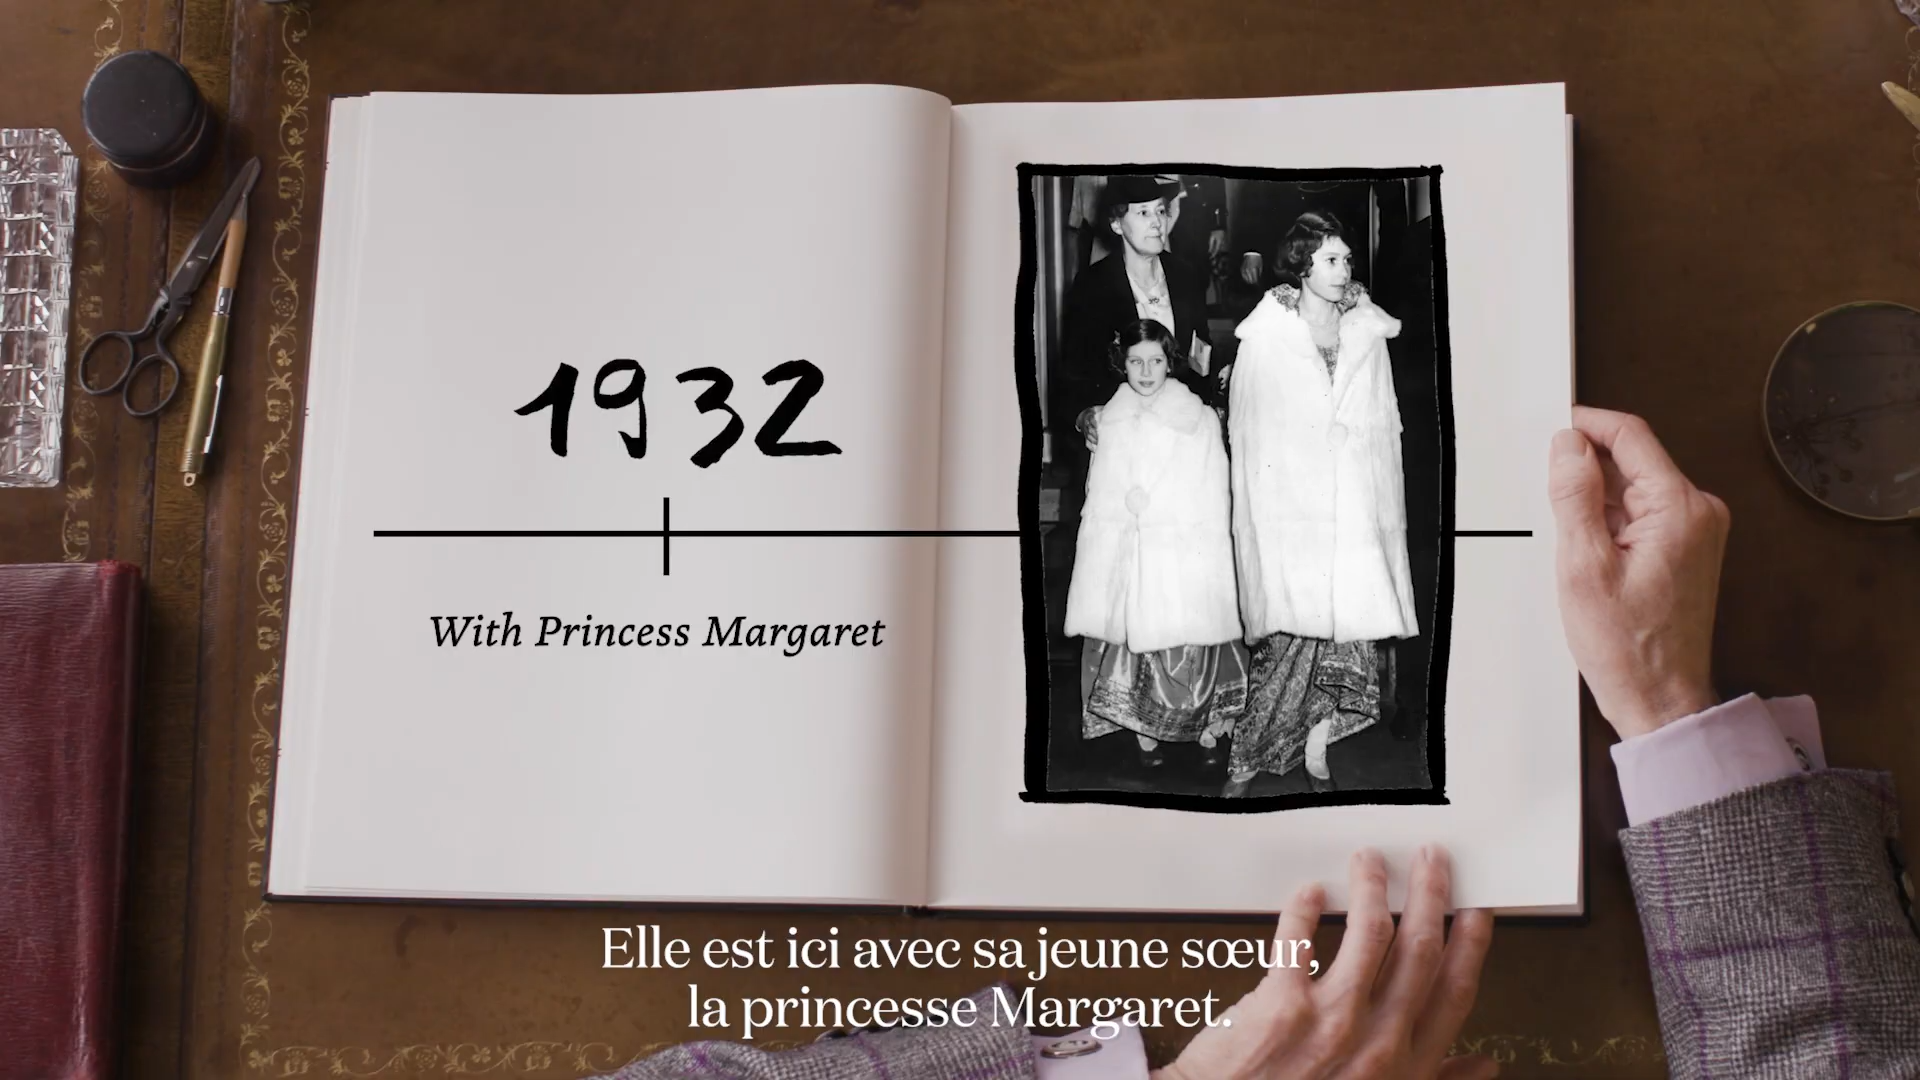 1932
With Princess Margaret
Elle est ici avec sa jeune sœur,
la princesse Margaret.